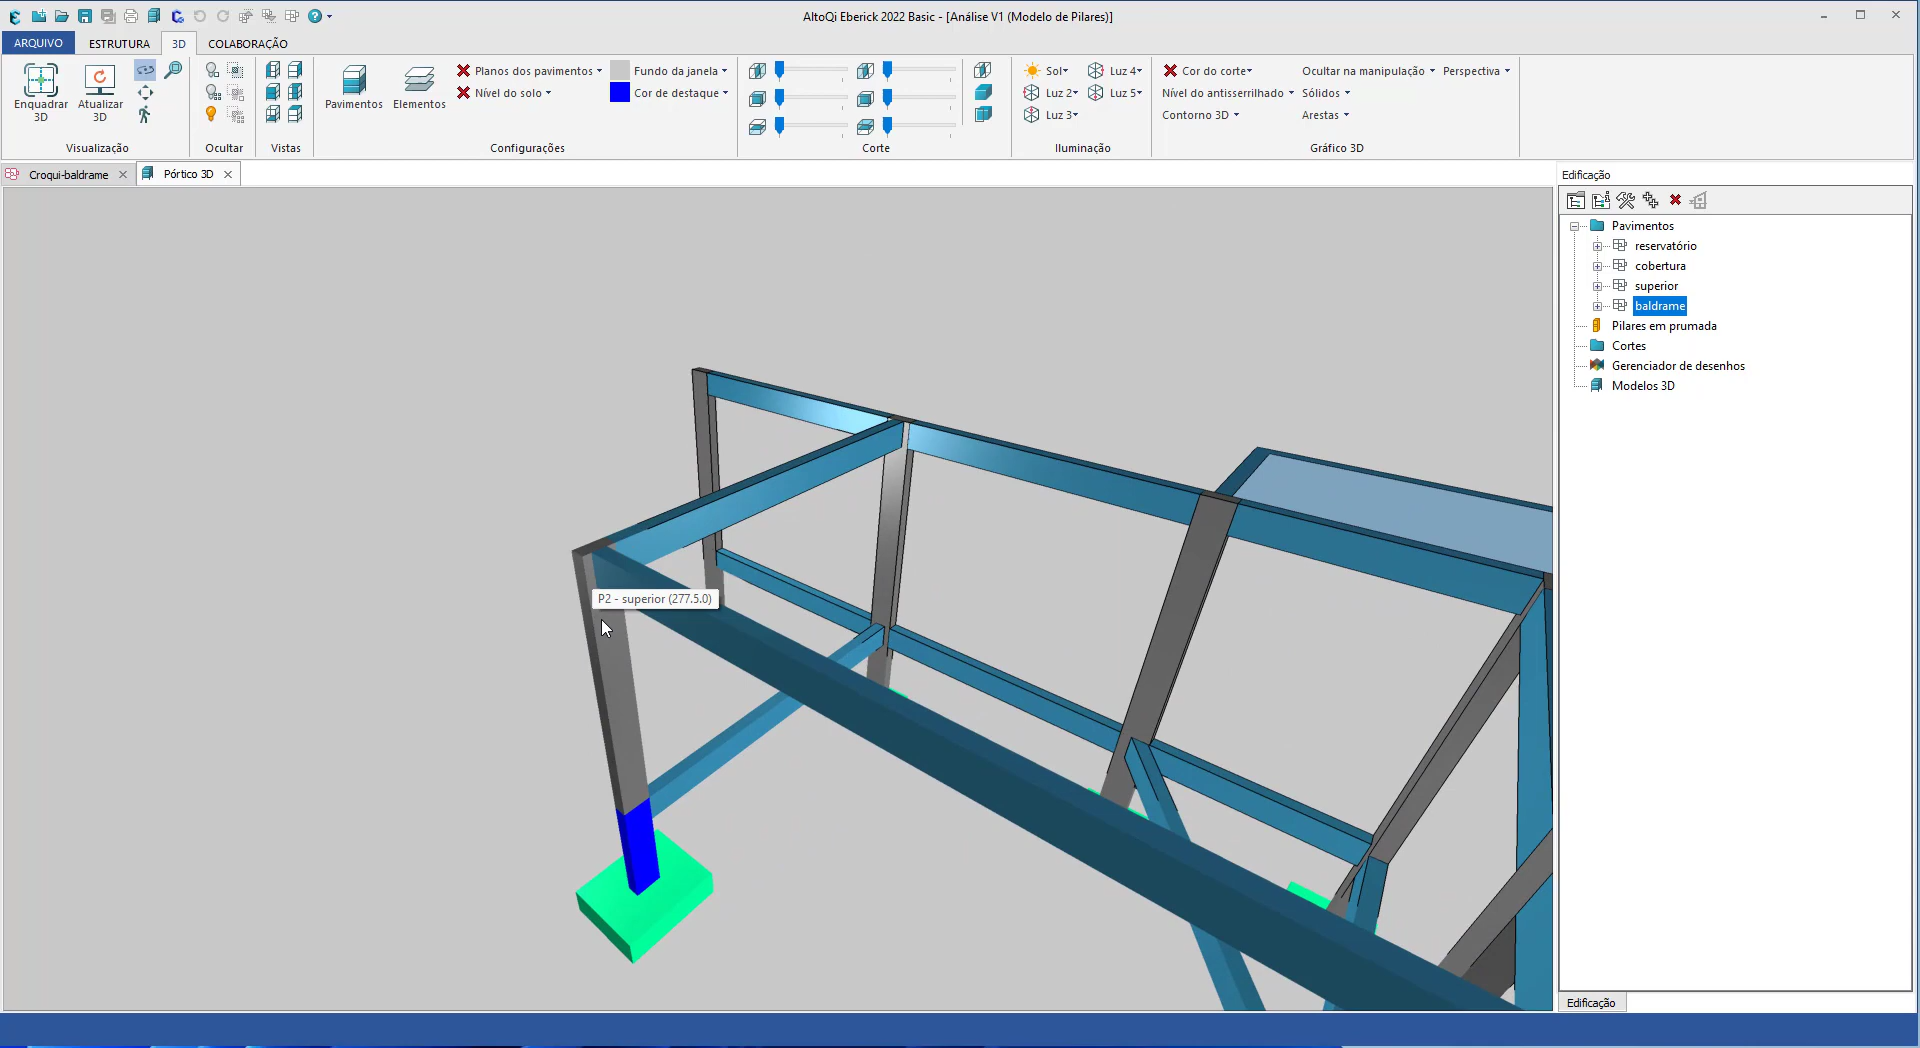 AltoQi Eberick 2022 Basic - [Análise V1 (Modelo de Pilares)]
ARQUIVO
ESTRUTURA
3D
COLABORAÇÃO
Enquadrar 3D
Atualizar 3D
Visualização
Ocultar
Vistas
Pavimentos
Elementos
Planos dos pavimentos
Nível do solo
Fundo da janela
Cor de destaque
Configurações
Corte
Sol
Luz 2
Luz 3
Luz 4
Luz 5
Iluminação
Cor do corte
Nível do antisserrilhado
Contorno 3D
Ocultar na manipulação
Sólidos
Arestas
Perspectiva
Gráfico 3D
Croqui-baldrame
Pórtico 3D
P2 - superior (277.5.0)
Edificação
Pavimentos
reservatório
cobertura
superior
baldrame
Pilares em prumada
Cortes
Gerenciador de desenhos
Modelos 3D
Edificação